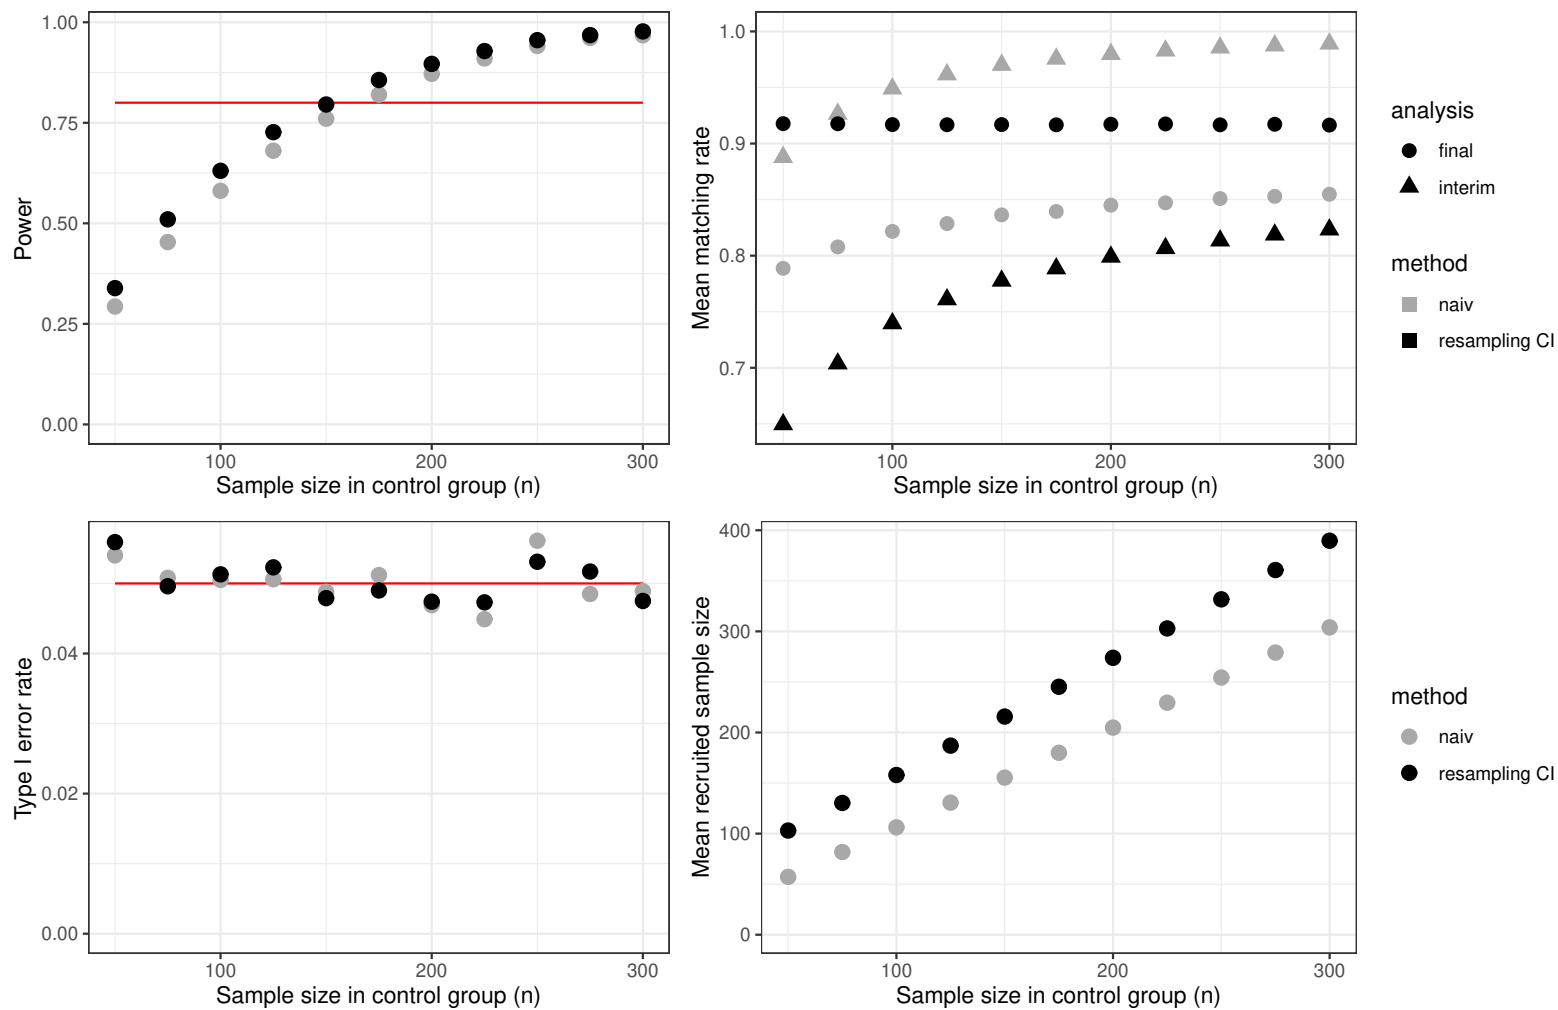 1.00
0.75
0.50
0.25
0.00
Power
100
200
300
Sample size in control group (n)
1.0
0.9
0.8
0.7
Mean matching rate
100
200
300
Sample size in control group (n)
analysis
final
interim
method
naiv
resampling CI
0.04
0.02
0.00
Type I error rate
100
200
300
Sample size in control group (n)
400
300
200
100
0
Mean recruited sample size
100
200
300
Sample size in control group (n)
method
naiv
resampling CI